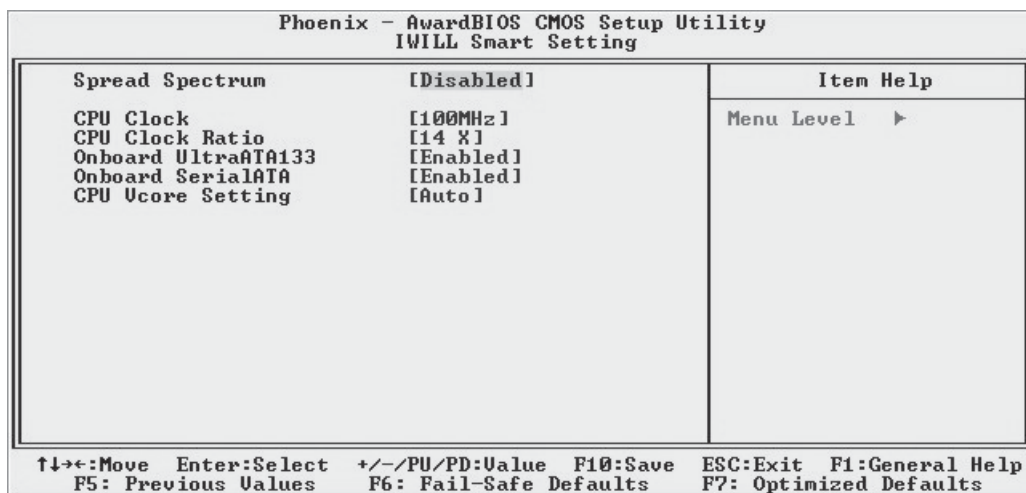 Phoenix - AwardBIOS CMOS Setup Utility
IWILL Smart Setting
Spread Spectrum [Disabled]
CPU Clock [100MHz]
CPU Clock Ratio [14 X]
Onboard UltraATA133 [Enabled]
Onboard SerialATA [Enabled]
CPU Vcore Setting [Auto]
Item Help
Menu Level ▶
↑↓→←:Move Enter:Select +/-/PU/PD:Value F10:Save ESC:Exit F1:General Help
F5: Previous Values F6: Fail-Safe Defaults F7: Optimized Defaults